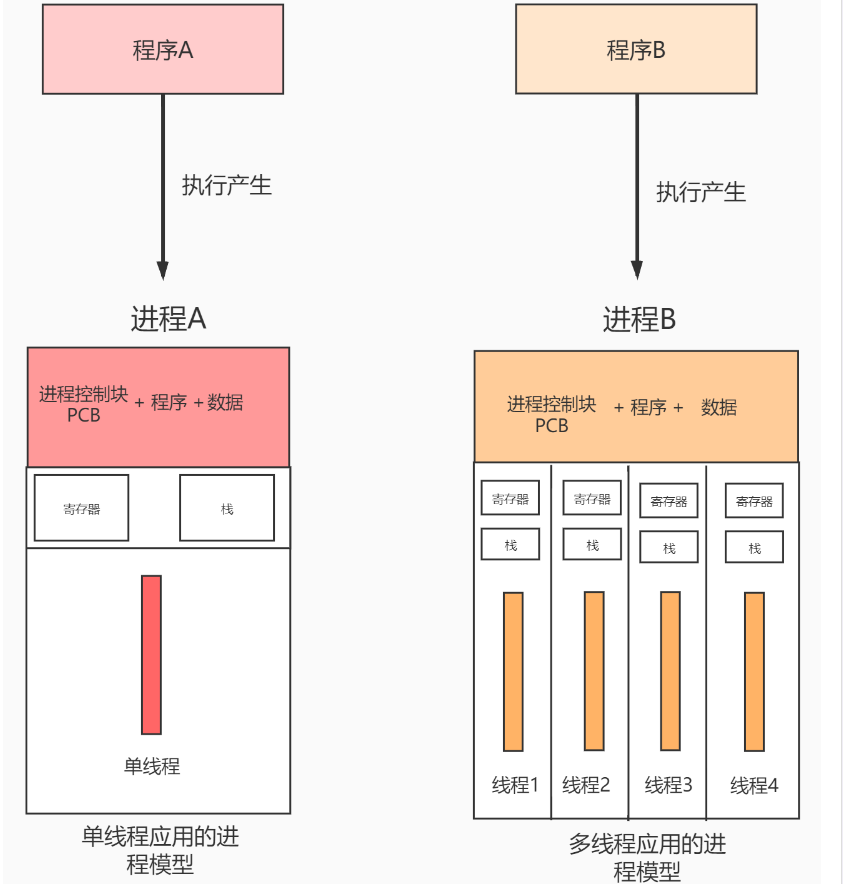 程序A
程序B
执行产生
执行产生
进程A
进程B
进程控制块
PCB
+ 程序 + 数据
进程控制块
PCB
+ 程序 + 数据
寄存器
栈
寄存器
寄存器
寄存器
寄存器
栈
栈
栈
栈
单线程
线程1
线程2
线程3
线程4
单线程应用的进
程模型
多线程应用的进
程模型